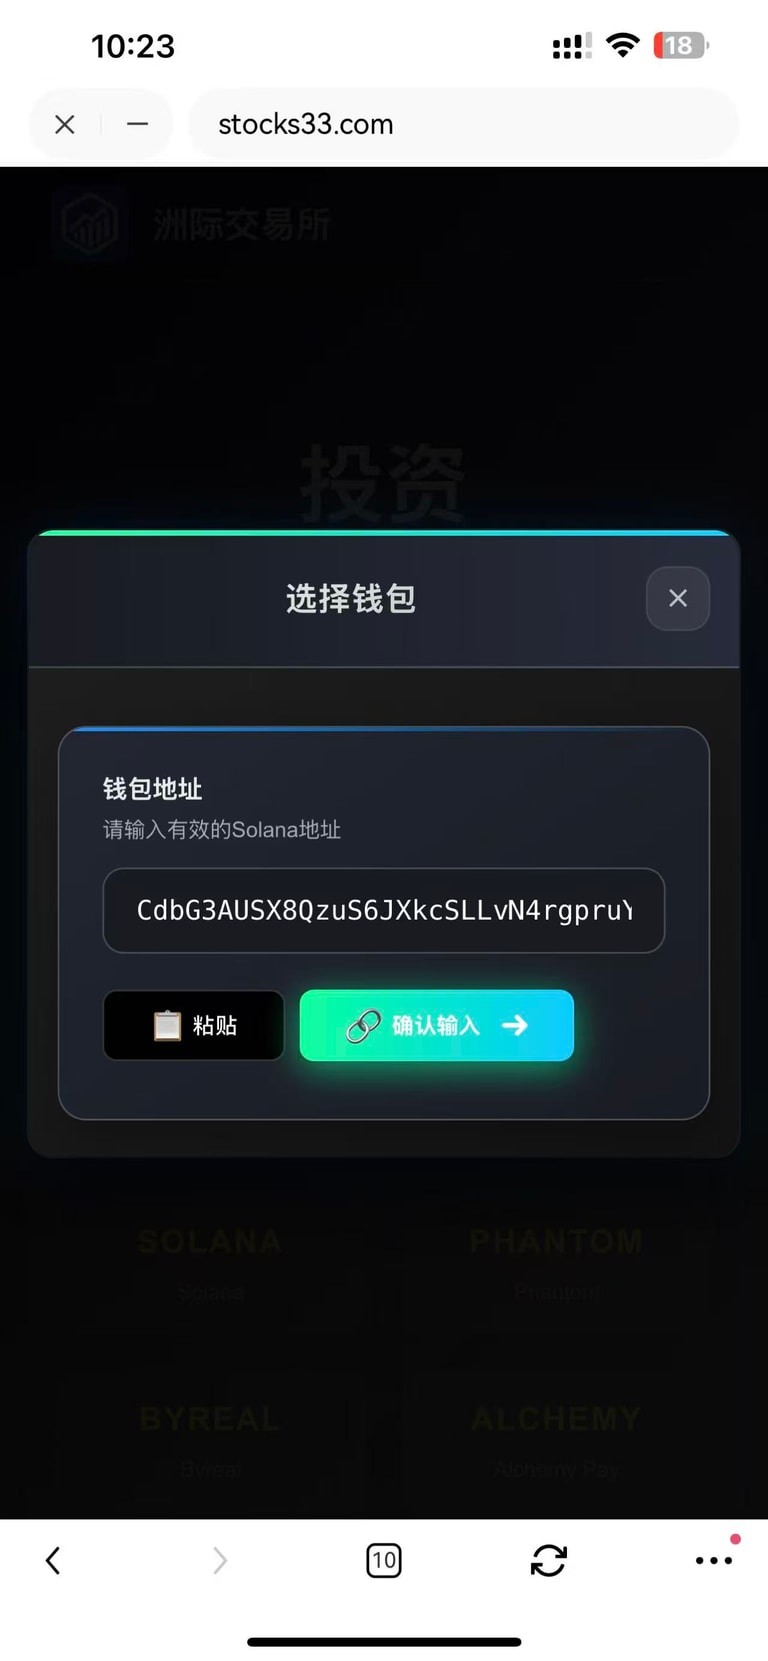 10:23
18
stocks33.com
洲际交易所
投资
选择钱包
钱包地址
请输入有效的Solana地址
CdbG3AUSX8QzuS6JXkcSLLvN4rgpruY
粘贴
确认输入
SOLANA
PHANTOM
Solana
Phantom
BYREAL
ALCHEMY
Byreal
Alchemy Pay
10